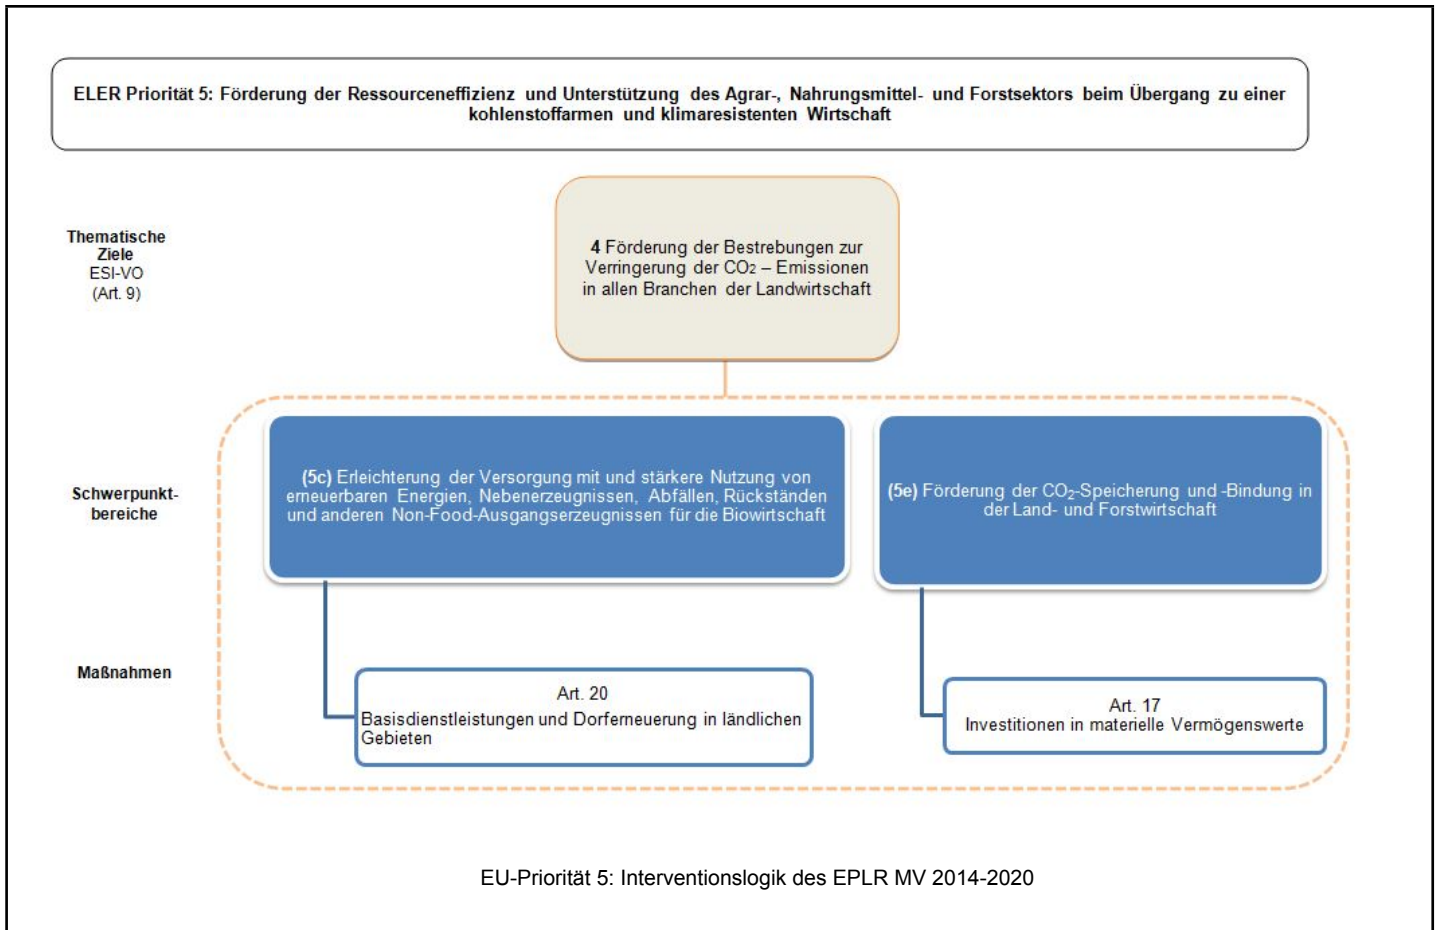 ELER Priorität 5: Förderung der Ressourceneffizienz und Unterstützung des Agrar-, Nahrungsmittel- und Forstsektors beim Übergang zu einer
kohlenstoffarmen und klimaresistenten Wirtschaft
Thematische
Ziele
ESI-VO
(Art. 9)
4 Förderung der Bestrebungen zur
Verringerung der CO2 – Emissionen
in allen Branchen der Landwirtschaft
Schwerpunkt-
bereiche
(5c) Erleichterung der Versorgung mit und stärkere Nutzung von
erneuerbaren Energien, Nebenerzeugnissen, Abfällen, Rückständen
und anderen Non-Food-Ausgangserzeugnissen für die Biowirtschaft
(5e) Förderung der CO2-Speicherung und -Bindung in
der Land- und Forstwirtschaft
Maßnahmen
Art. 20
Basisdienstleistungen und Dorferneuerung in ländlichen
Gebieten
Art. 17
Investitionen in materielle Vermögenswerte
EU-Priorität 5: Interventionslogik des EPLR MV 2014-2020